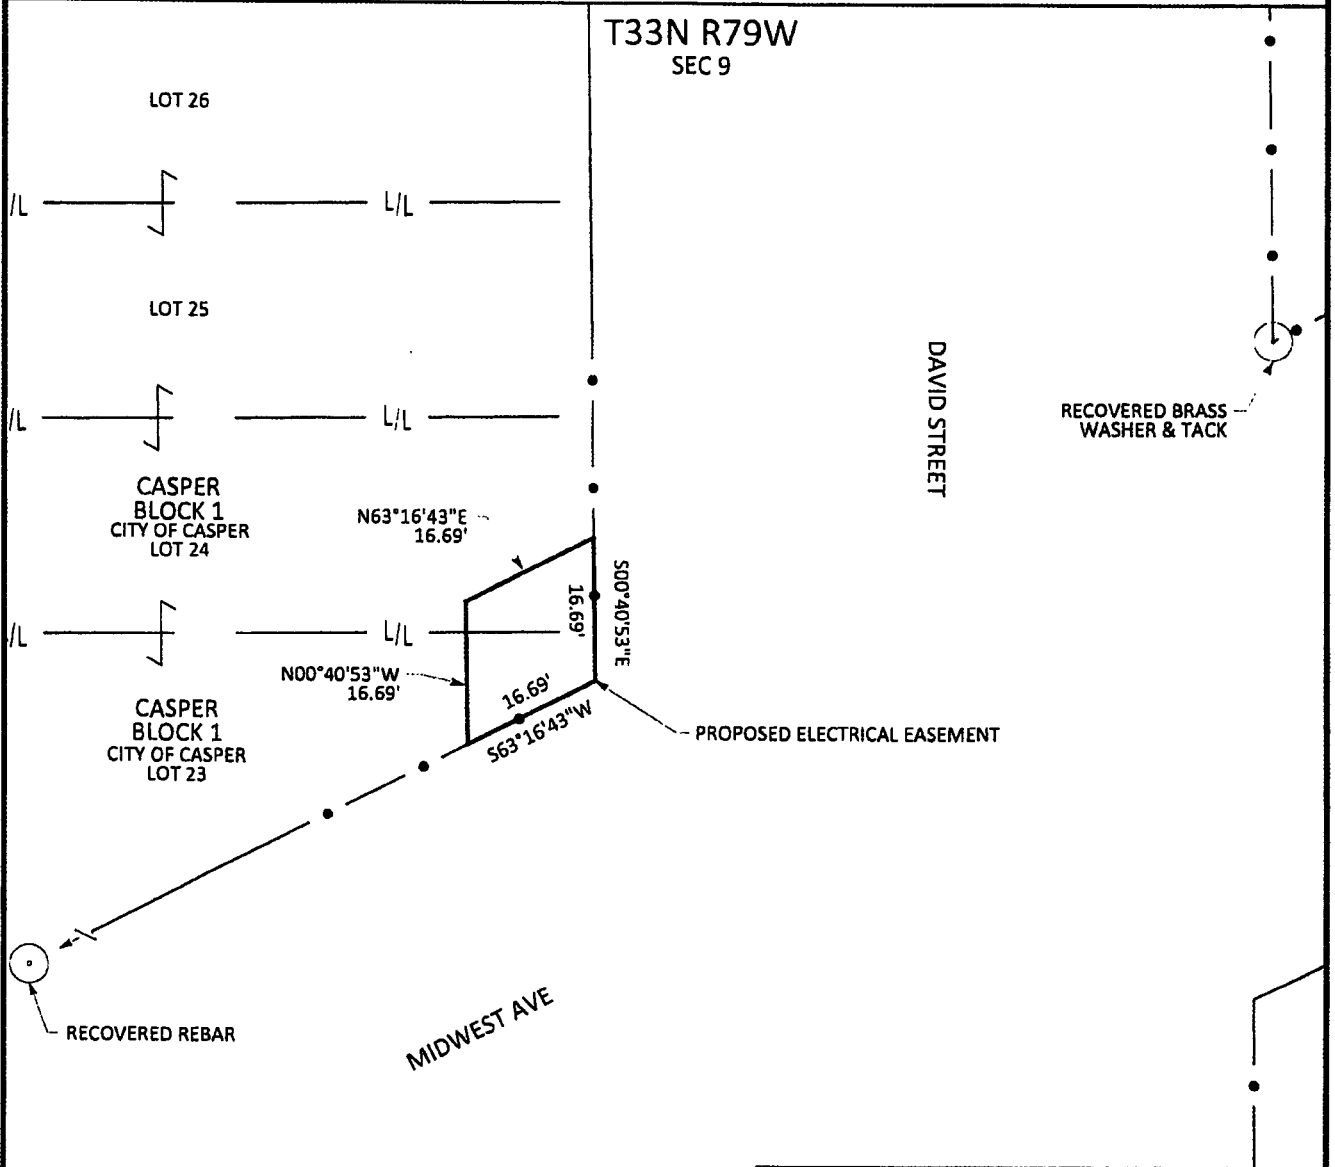 T33N R79W
SEC 9
LOT 26
/L
L/L
LOT 25
DAVID STREET
RECOVERED BRASS
WASHER & TACK
/L
L/L
CASPER
BLOCK 1
CITY OF CASPER
LOT 24
N63°16'43"E
16.69'
S00°40'53"E
16.69'
/L
L/L
N00°40'53"W
16.69'
16.69'
S63°16'43"W
PROPOSED ELECTRICAL EASEMENT
CASPER
BLOCK 1
CITY OF CASPER
LOT 23
RECOVERED REBAR
MIDWEST AVE